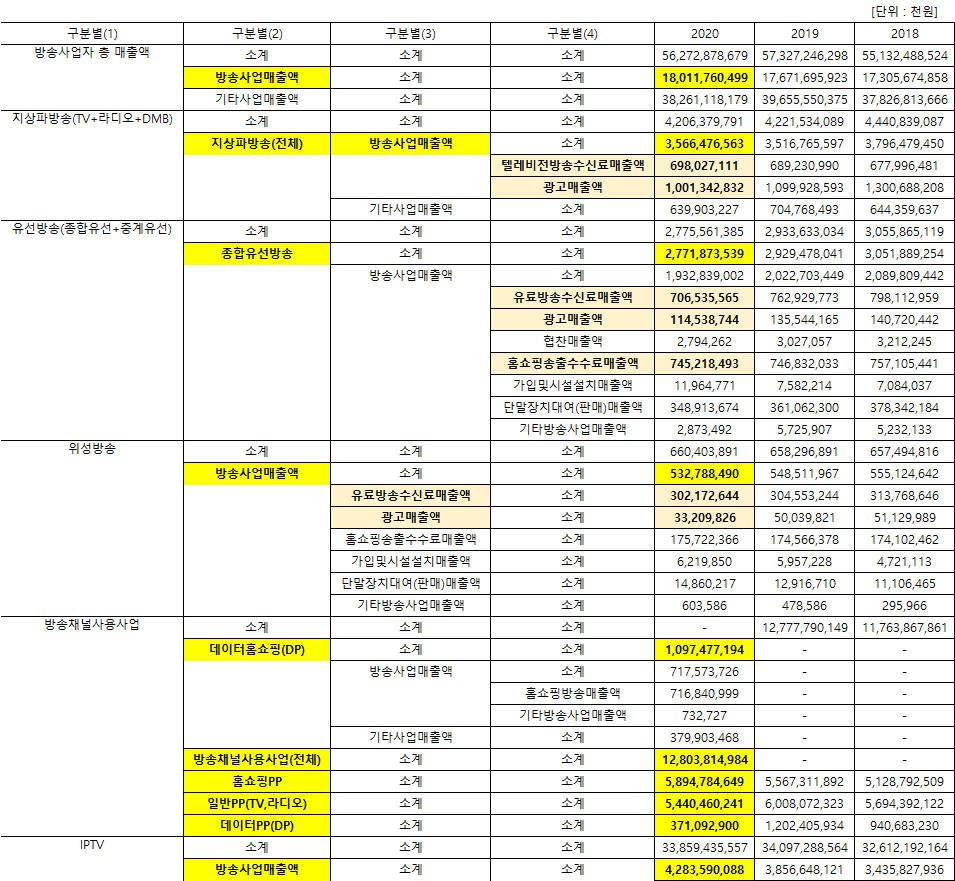 [단위 : 천원]
구분별(1) 구분별(2) 구분별(3) 구분별(4) 2020 2019 2018
방송사업자 총 매출액 소계 소계 소계 56,272,878,679 57,327,246,298 55,132,488,524
방송사업매출액 소계 소계 18,011,760,499 17,671,695,923 17,305,674,858
기타사업매출액 소계 소계 38,261,118,179 39,655,550,375 37,826,813,666
지상파방송(TV+라디오+DMB) 소계 소계 소계 4,206,379,791 4,221,534,089 4,440,839,087
지상파방송(전체) 방송사업매출액 소계 3,566,476,563 3,516,765,597 3,796,479,450
텔레비전방송수신료매출액 698,027,111 689,230,990 677,996,481
광고매출액 1,001,342,832 1,099,928,593 1,300,688,208
기타사업매출액 소계 639,903,227 704,768,493 644,359,637
유선방송(종합유선+중계유선) 소계 소계 소계 2,775,561,385 2,933,633,034 3,055,865,119
종합유선방송 소계 소계 2,771,873,539 2,929,478,041 3,051,889,254
방송사업매출액 소계 1,932,839,002 2,022,703,449 2,089,809,442
유료방송수신료매출액 706,535,565 762,929,773 798,112,959
광고매출액 114,538,744 135,544,165 140,720,442
협찬매출액 2,794,262 3,027,057 3,212,245
홈쇼핑송출수수료매출액 745,218,493 746,832,033 757,105,441
가입및시설설치매출액 11,964,771 7,582,214 7,084,037
단말장치대여(판매)매출액 348,913,674 361,062,300 378,342,184
기타방송사업매출액 2,873,492 5,725,907 5,232,133
위성방송 소계 소계 소계 660,403,891 658,296,891 657,494,816
방송사업매출액 소계 소계 532,788,490 548,511,967 555,124,642
유료방송수신료매출액 소계 302,172,644 304,553,244 313,768,646
광고매출액 소계 33,209,826 50,039,821 51,129,989
홈쇼핑송출수수료매출액 소계 175,722,366 174,566,378 174,102,462
가입및시설설치매출액 소계 6,219,850 5,957,228 4,721,113
단말장치대여(판매)매출액 소계 14,860,217 12,916,710 11,106,465
기타방송사업매출액 소계 603,586 478,586 295,966
방송채널사용사업 소계 소계 소계 - 12,777,790,149 11,763,867,861
데이터홈쇼핑(DP) 소계 소계 1,097,477,194 - -
방송사업매출액 소계 717,573,726 - -
홈쇼핑방송매출액 716,840,999 - -
기타방송사업매출액 732,727 - -
기타사업매출액 소계 379,903,468 - -
방송채널사용사업(전체) 소계 소계 12,803,814,984 - -
홈쇼핑PP 소계 소계 5,894,784,649 5,567,311,892 5,128,792,509
일반PP(TV,라디오) 소계 소계 5,440,460,241 6,008,072,323 5,694,392,122
데이터PP(DP) 소계 소계 371,092,900 1,202,405,934 940,683,230
IPTV 소계 소계 소계 33,859,435,557 34,097,288,564 32,612,192,164
방송사업매출액 소계 소계 4,283,590,088 3,856,648,121 3,435,827,936